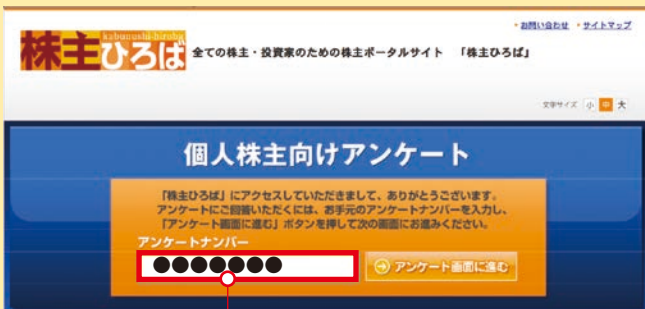 ・お問い合わせ ・サイトマップ
kabunushi-hiroba
株主ひろば
全ての株主・投資家のための株主ポータルサイト 「株主ひろば」
文字サイズ 小 中 大
個人株主向けアンケート
「株主ひろば」にアクセスしていただきまして、ありがとうございます。
アンケートにご回答いただくには、お手元のアンケートナンバーを入力し、
「アンケート画面に進む」ボタンを押して次の画面にお進みください。
アンケートナンバー
●●●●●●●
アンケート画面に進む